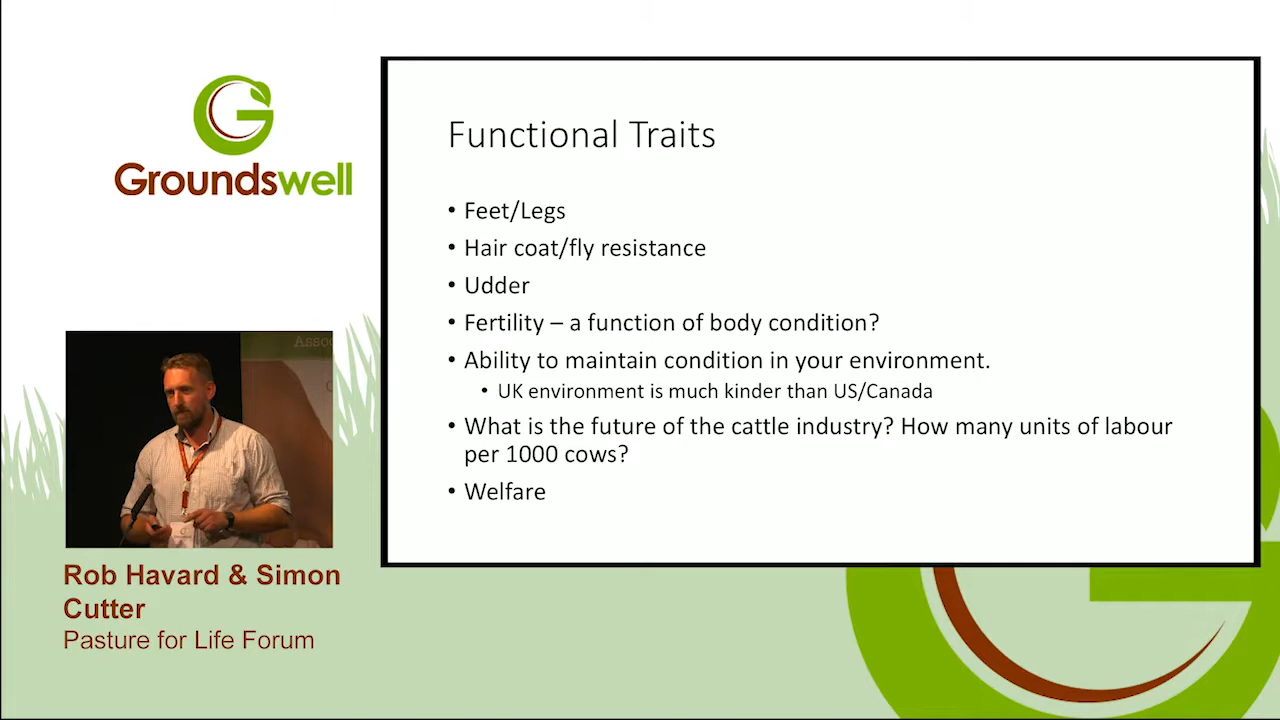 Groundswell
Functional Traits
• Feet/Legs
• Hair coat/fly resistance
• Udder
• Fertility – a function of body condition?
• Ability to maintain condition in your environment.
• UK environment is much kinder than US/Canada
• What is the future of the cattle industry? How many units of labour
per 1000 cows?
• Welfare
Assoc
Rob Havard & Simon
Cutter
Pasture for Life Forum